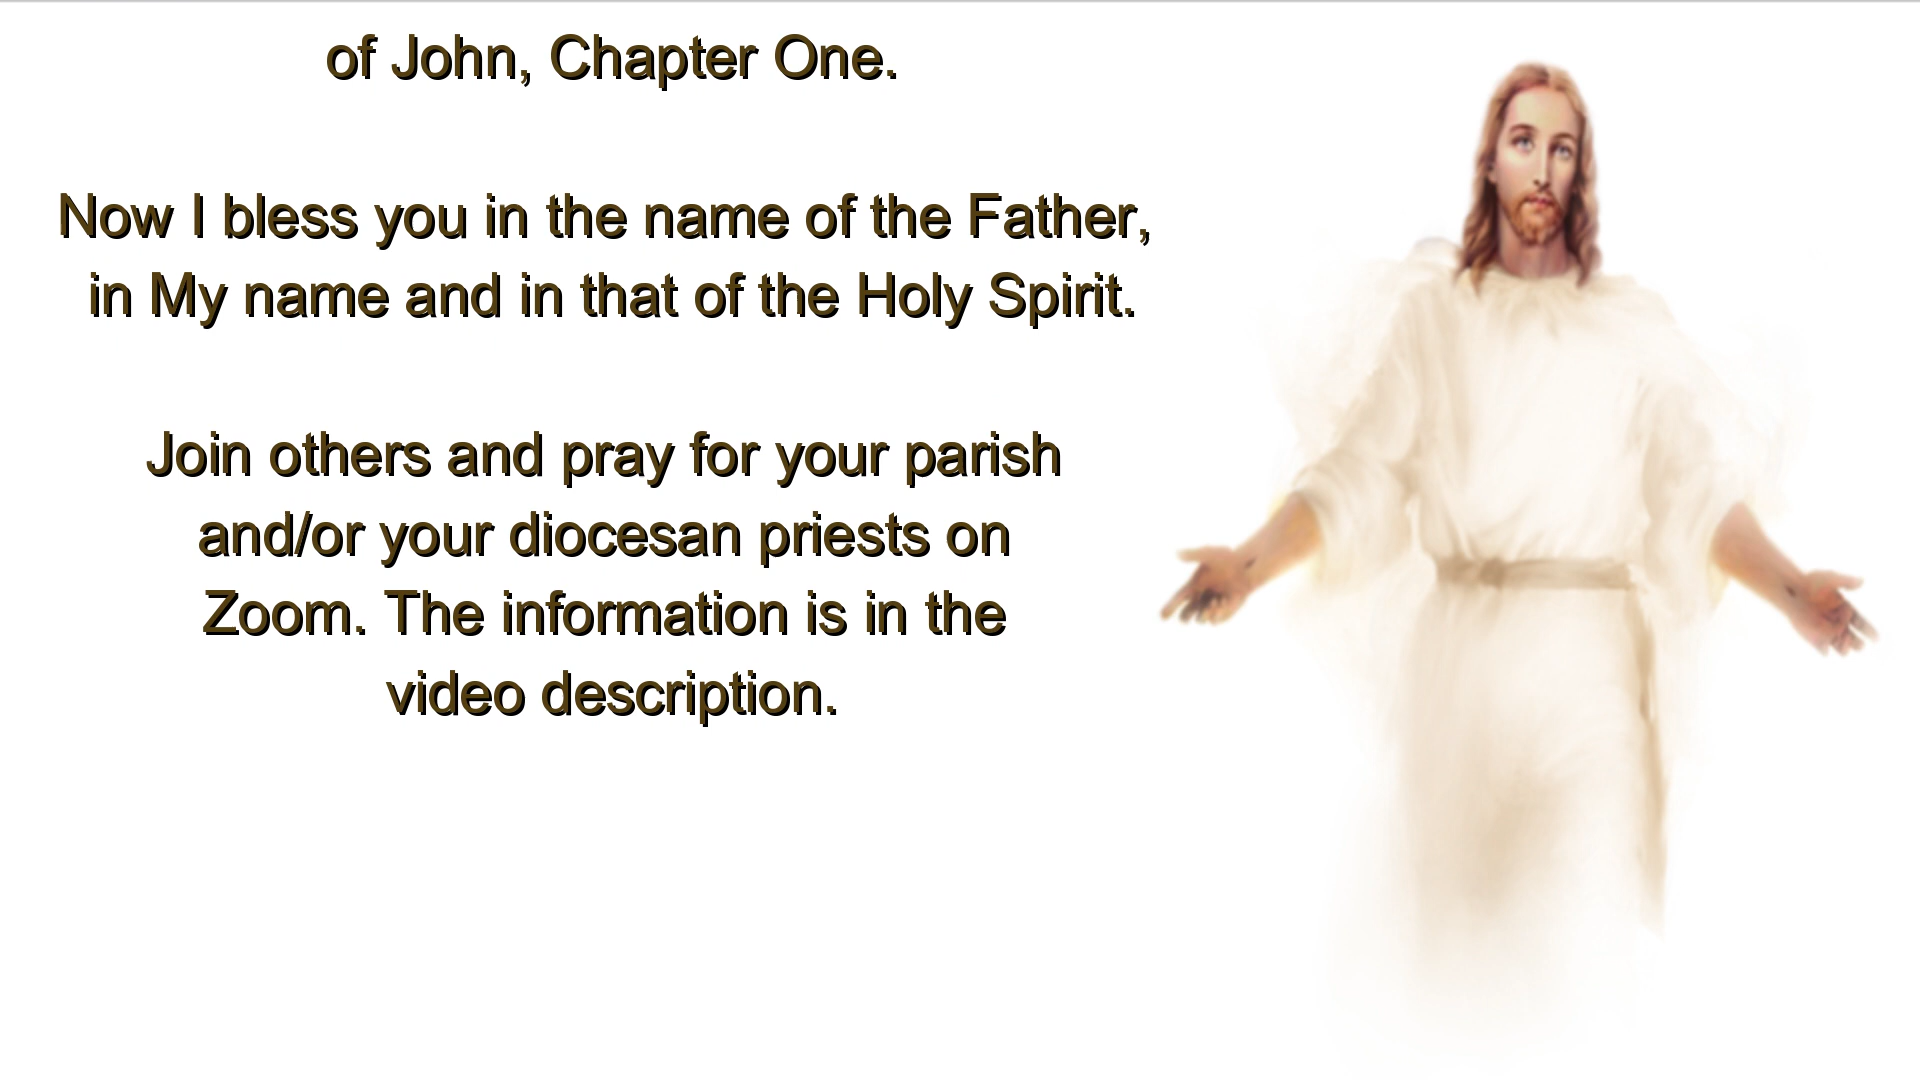 of John, Chapter One.
Now I bless you in the name of the Father,
in My name and in that of the Holy Spirit.
Join others and pray for your parish
and/or your diocesan priests on
Zoom. The information is in the
video description.